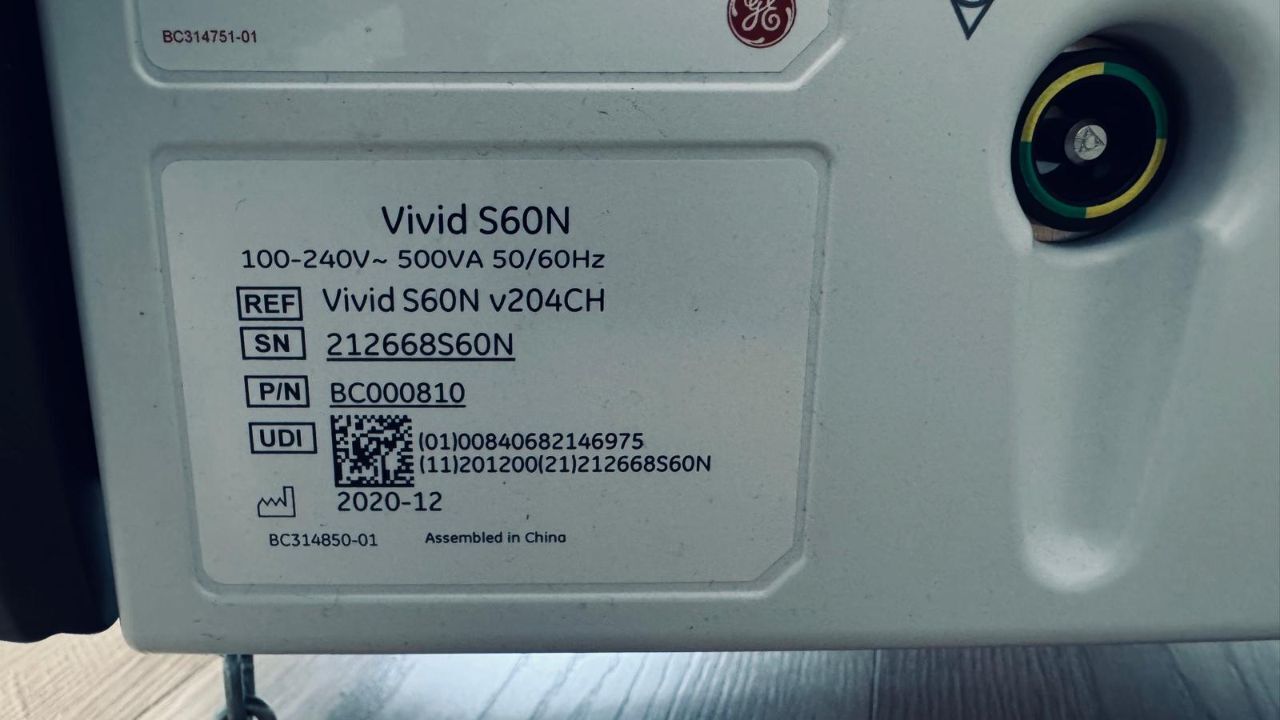 BC314751-01
GE
Vivid S60N
100-240V~ 500VA 50/60Hz
REF Vivid S60N v204CH
SN 212668S60N
P/N BC000810
UDI (01)00840682146975
(11)201200(21)212668S60N
2020-12
BC314850-01 Assembled in China